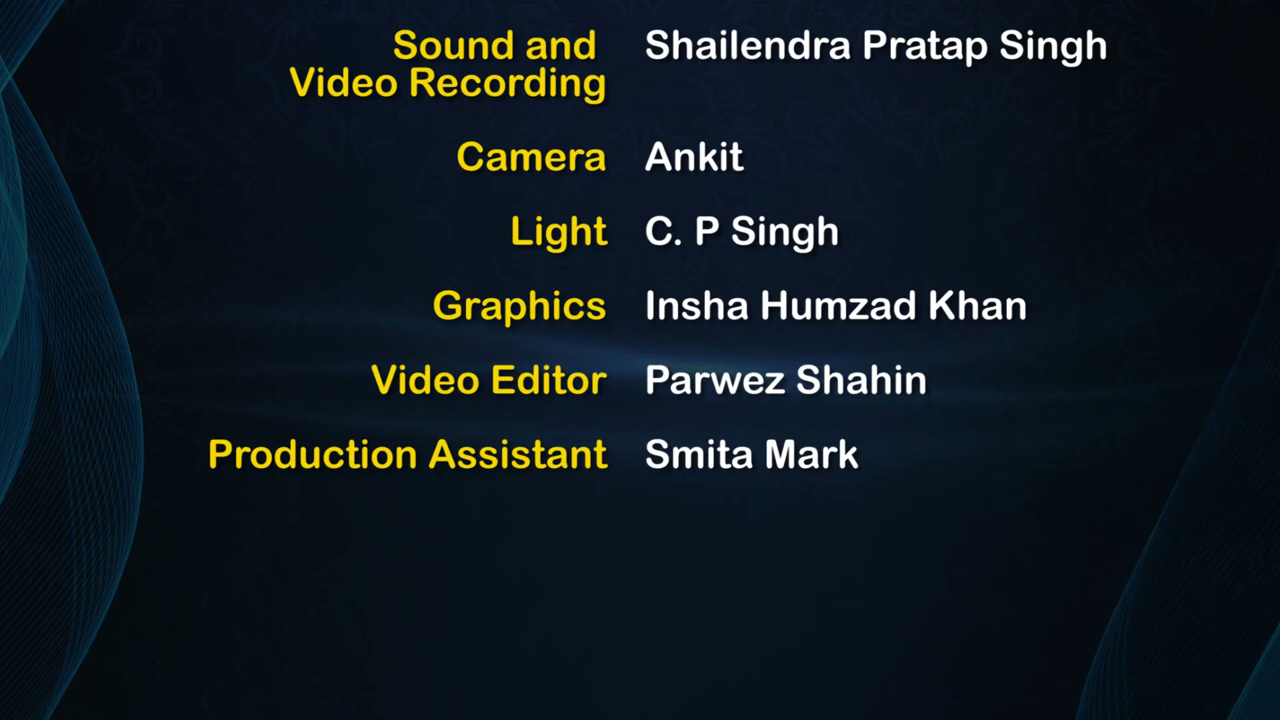 Sound and Shailendra Pratap Singh
Video Recording
Camera Ankit
Light C. P Singh
Graphics Insha Humzad Khan
Video Editor Parwez Shahin
Production Assistant Smita Mark